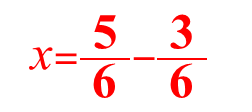 x = 5/6 − 3/6